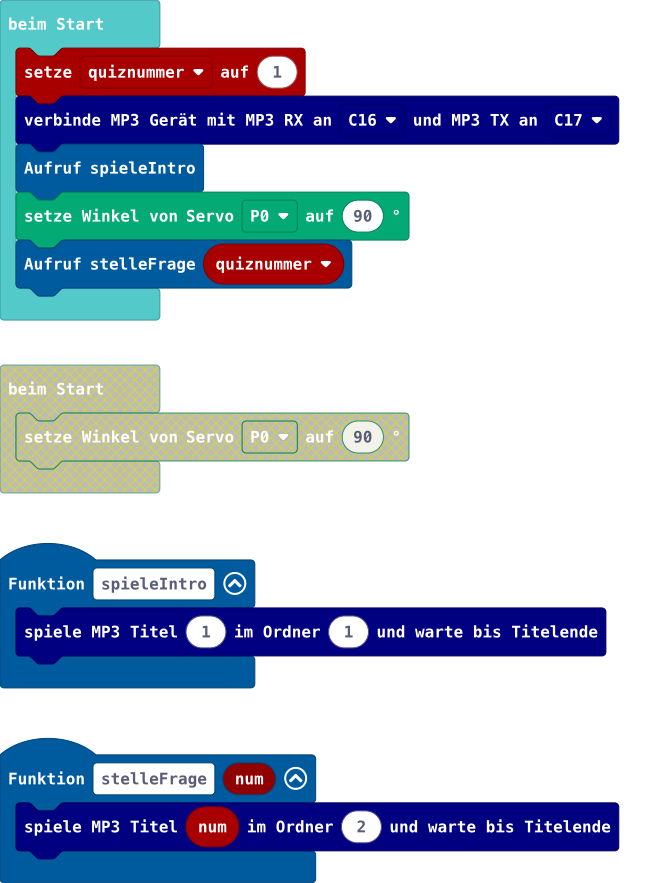 beim Start
setze quiznummer auf 1
verbinde MP3 Gerät mit MP3 RX an C16 und MP3 TX an C17
Aufruf spieleIntro
setze Winkel von Servo P0 auf 90 °
Aufruf stelleFrage quiznummer
beim Start
setze Winkel von Servo P0 auf 90 °
Funktion spieleIntro
spiele MP3 Titel 1 im Ordner 1 und warte bis Titelende
Funktion stelleFrage num
spiele MP3 Titel num im Ordner 2 und warte bis Titelende